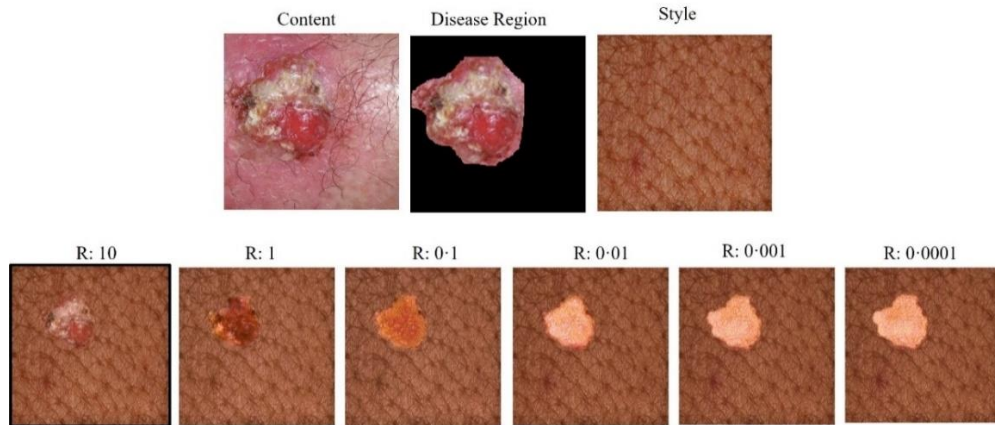 Content Disease Region Style
R: 10 R: 1 R: 0·1 R: 0·01 R: 0·001 R: 0·0001